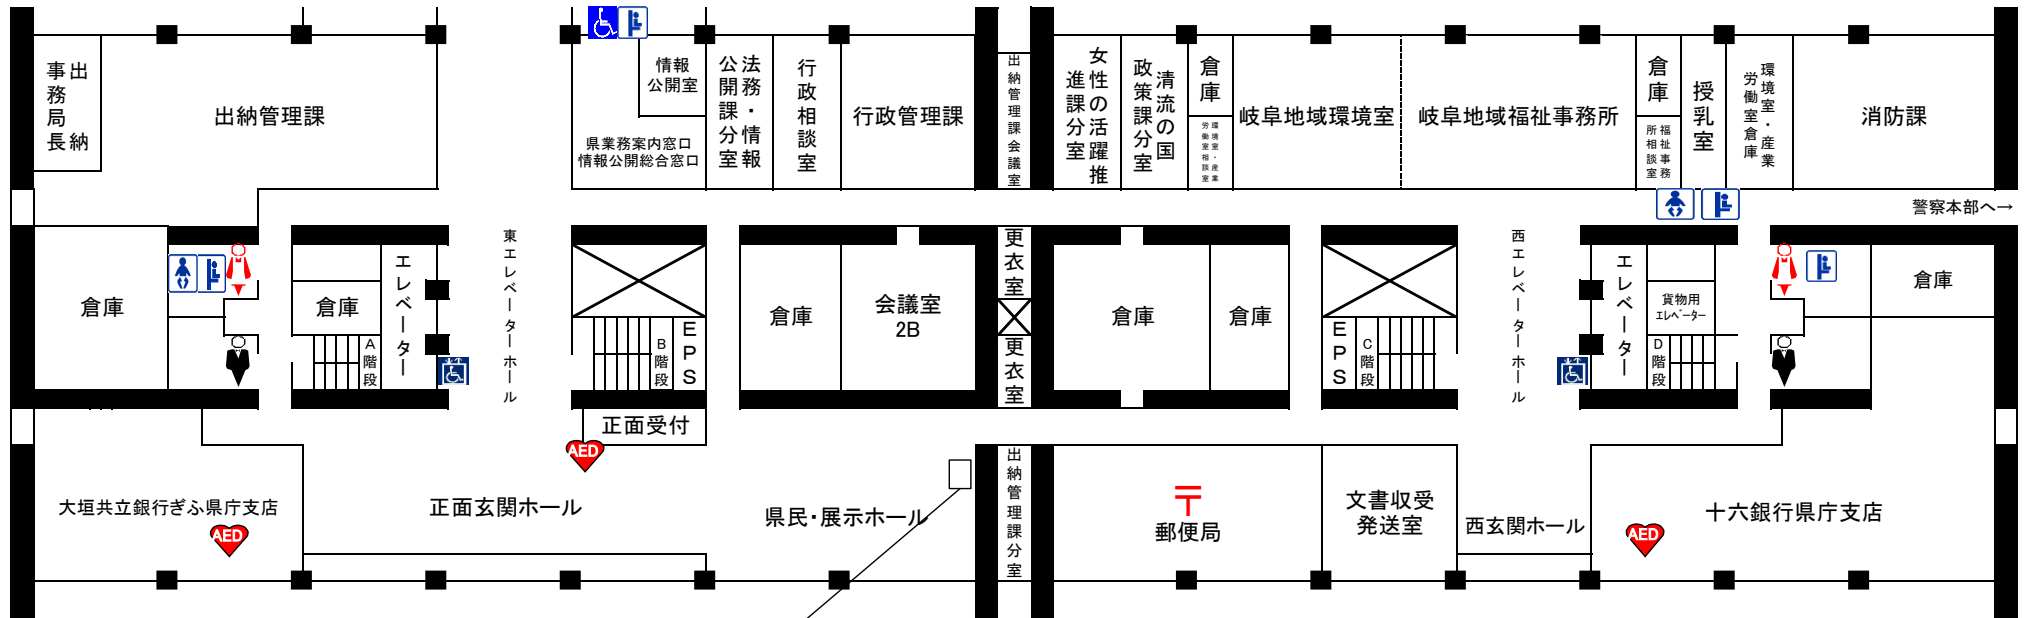 出納
事務局長
出納管理課
情報
公開室
県業務案内窓口
情報公開総合窓口
法務・情報
公開課分室
行政相談室
行政管理課
出納管理課会議室
女性の活躍推
進課分室
清流の国
政策課分室
倉庫
環境室・産業
労働室相談室
岐阜地域環境室
岐阜地域福祉事務所
倉庫
福祉事務
所相談室
授乳室
環境室・産業
労働室倉庫
消防課
警察本部へ→
倉庫
倉庫
エレベーター
A階段
東エレベーターホール
B階段
EPS
倉庫
会議室
2B
更衣室
更衣室
倉庫
倉庫
EPS
C階段
西エレベーターホール
エレベーター
貨物用
エレベーター
D階段
倉庫
正面受付
AED
大垣共立銀行ぎふ県庁支店
AED
正面玄関ホール
県民・展示ホール
出納管理課分室
〒
郵便局
文書収受
発送室
西玄関ホール
AED
十六銀行県庁支店